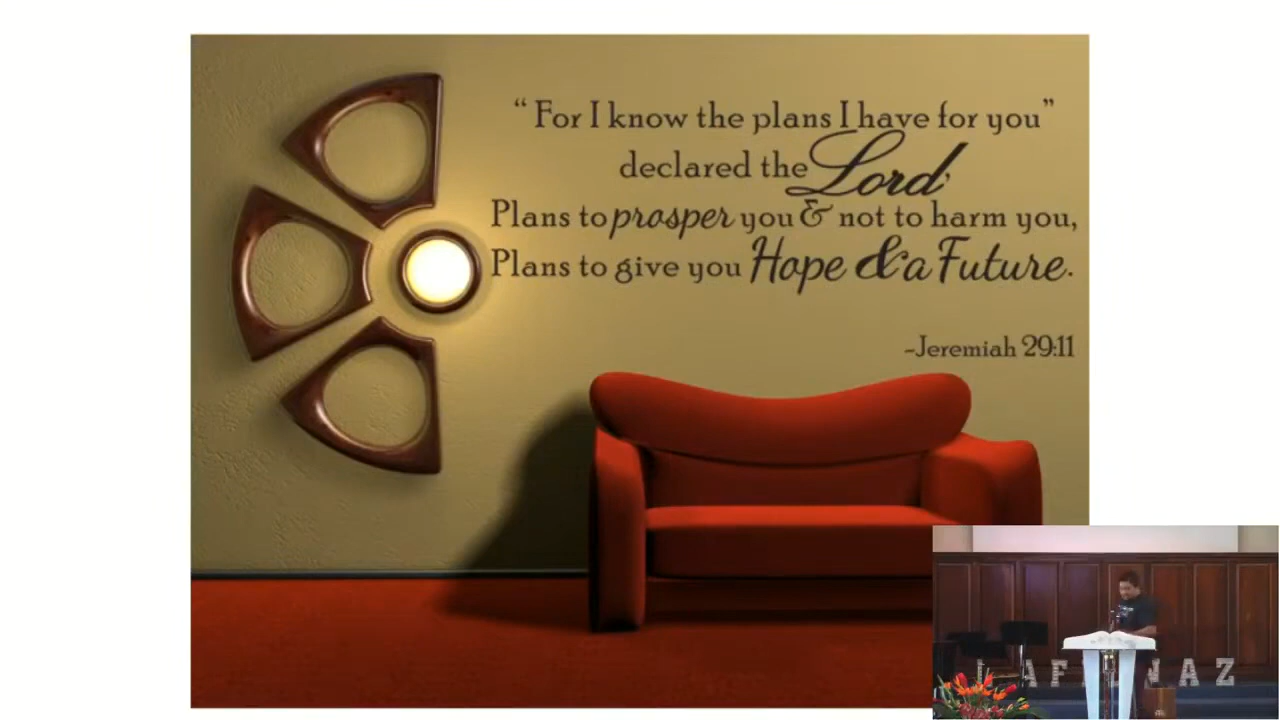 “ For I know the plans I have for you”
declared the Lord,
Plans to prosper you & not to harm you,
Plans to give you Hope & a Future.
-Jeremiah 29:11